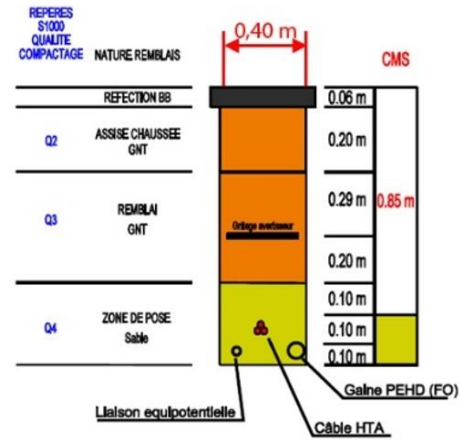 REPERES
S1000
QUALITE
COMPACTAGE
NATURE REMBLAIS
0,40 m
CMS
REFECTION BB
0.06 m
Q2
ASSISE CHAUSSEE
GNT
0.20 m
Q3
REMBLAI
GNT
Grillage avertisseur
0.29 m
0.85 m
0.20 m
Q4
ZONE DE POSE
Sable
0.10 m
0.10 m
0.10 m
Gaine PEHD (FO)
Liaison equipotentielle
Câble HTA